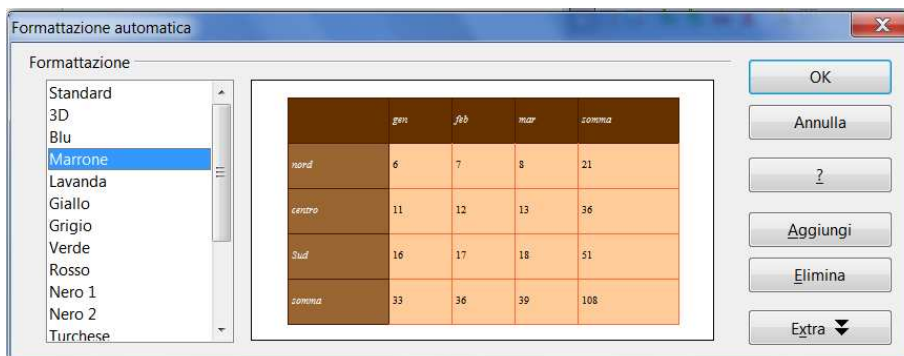 Formattazione automatica
Formattazione
Standard
3D
Blu
Marrone
Lavanda
Giallo
Grigio
Verde
Rosso
Nero 1
Nero 2
Turchese
gen feb mar somma
nord 6 7 8 21
centro 11 12 13 36
Sud 16 17 18 51
somma 33 36 39 108
OK
Annulla
?
Aggiungi
Elimina
Extra